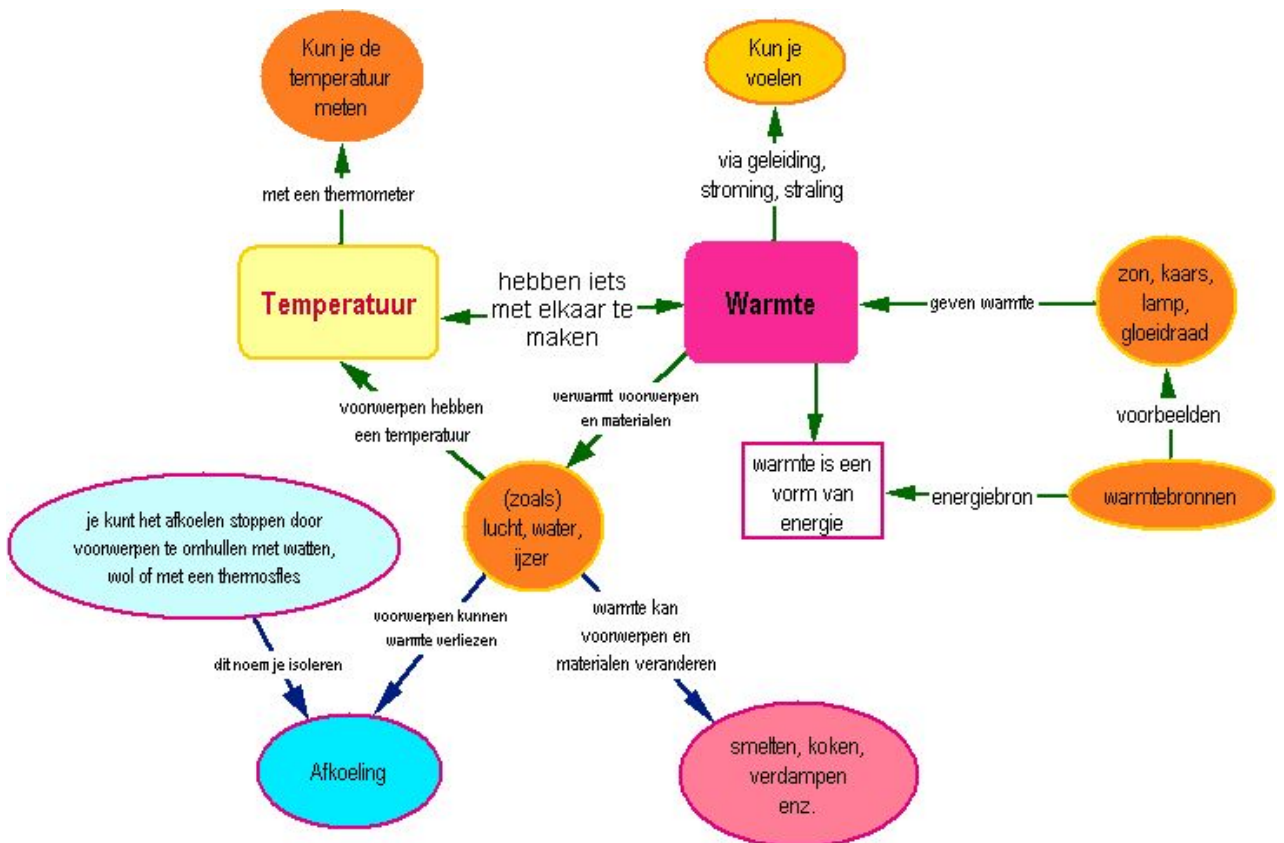 Kun je de
temperatuur
meten
Kun je
voelen
met een thermometer
via geleiding,
stroming, straling
Temperatuur
hebben iets
met elkaar te
maken
Warmte
geven warmte
zon, kaars,
lamp,
gloeidraad
voorwerpen hebben
een temperatuur
verwarmt voorwerpen
en materialen
voorbeelden
(zoals)
lucht, water,
ijzer
warmte is een
vorm van
energie
energiebron
warmtebronnen
je kunt het afkoelen stoppen door
voorwerpen te omhullen met watten,
wol of met een thermosfles
voorwerpen kunnen
warmte verliezen
warmte kan
voorwerpen en
materialen veranderen
dit noem je isoleren
Afkoeling
smelten, koken,
verdampen
enz.